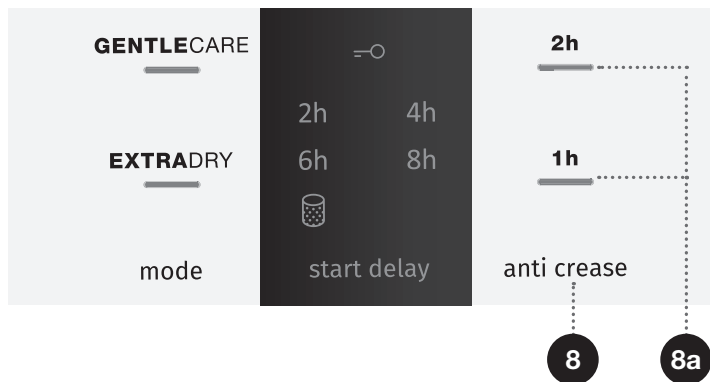 GENTLECARE
EXTRADRY
mode
2h 4h
6h 8h
start delay
2h
1h
anti crease
8 8a